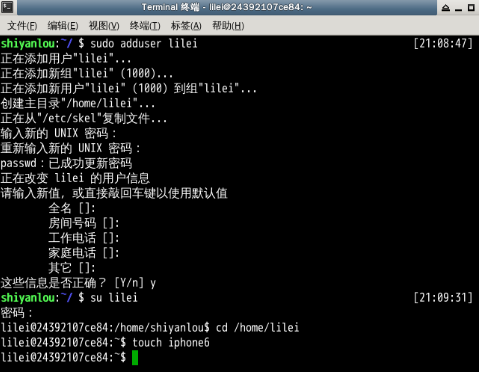 Terminal 终端 - lilei@24392107ce84: ~
文件(F) 编辑(E) 视图(V) 终端(T) 标签(A) 帮助(H)
shiyanlou:~/ $ sudo adduser lilei [21:08:47]
正在添加用户"lilei"...
正在添加新组"lilei" (1000)...
正在添加新用户"lilei" (1000) 到组"lilei"...
创建主目录"/home/lilei"...
正在从"/etc/skel"复制文件...
输入新的 UNIX 密码：
重新输入新的 UNIX 密码：
passwd：已成功更新密码
正在改变 lilei 的用户信息
请输入新值，或直接敲回车键以使用默认值
全名 []:
房间号码 []:
工作电话 []:
家庭电话 []:
其它 []:
这些信息是否正确？ [Y/n] y
shiyanlou:~/ $ su lilei [21:09:31]
密码：
lilei@24392107ce84:/home/shiyanlou$ cd /home/lilei
lilei@24392107ce84:~$ touch iphone6
lilei@24392107ce84:~$